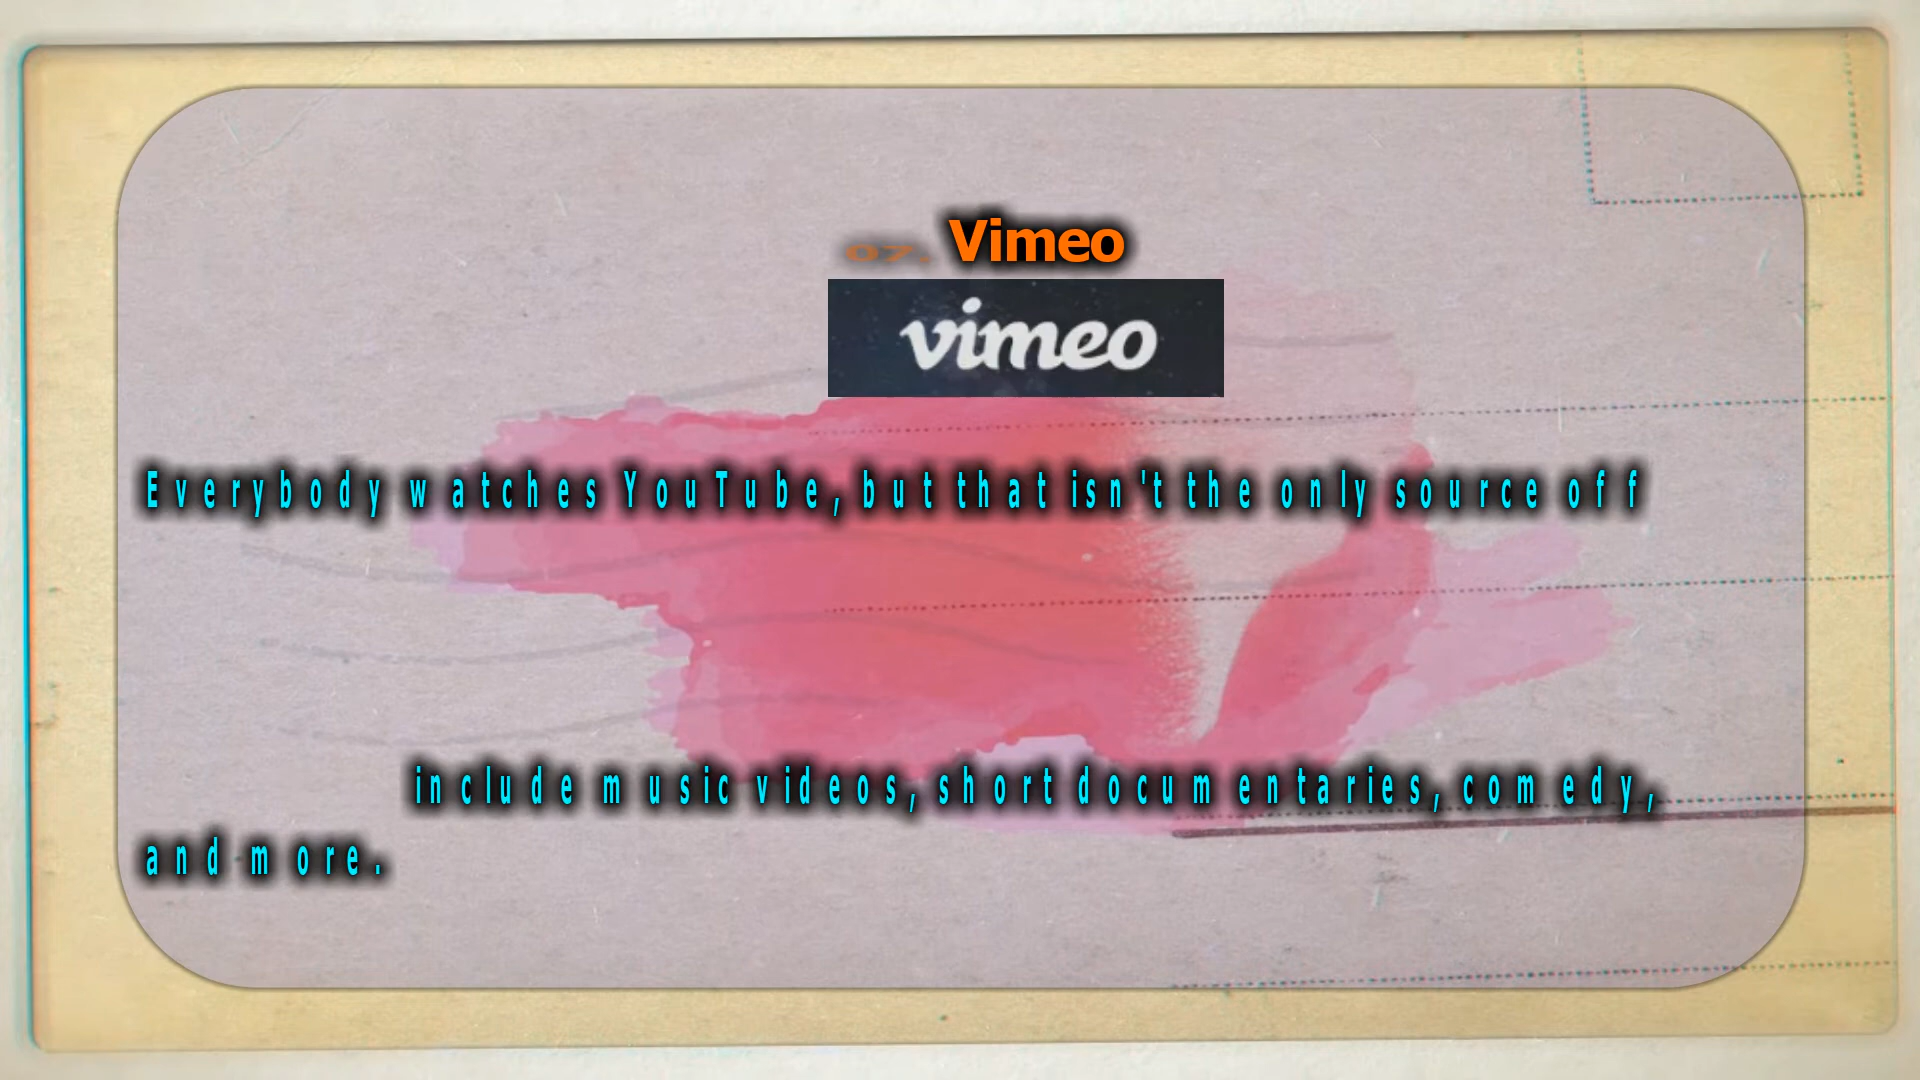 07. Vimeo
vimeo
Everybody watches YouTube, but that isn't the only source of f
include music videos, short documentaries, comedy,
and more.